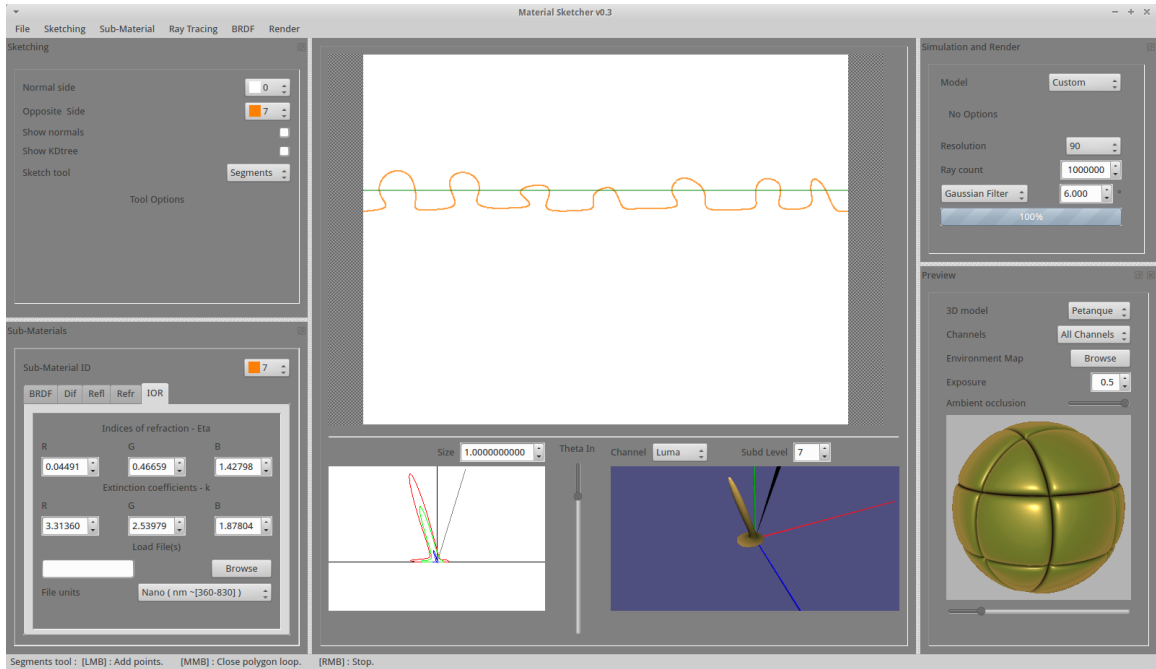 Material Sketcher v0.3
File Sketching Sub-Material Ray Tracing BRDF Render
Sketching
Normal side 0
Opposite Side 7
Show normals
Show KDtree
Sketch tool Segments
Tool Options
Sub-Materials
Sub-Material ID 7
BRDF Dif Refl Refr IOR
Indices of refraction - Eta
R G B
0.04491 0.46659 1.42798
Extinction coefficients - k
R G B
3.31360 2.53979 1.87804
Load File(s)
Browse
File units Nano ( nm ~[360-830] )
Size 1.0000000000 Theta In Channel Luma Subd Level 7
Simulation and Render
Model Custom
No Options
Resolution 90
Ray count 1000000
Gaussian Filter 6.000 °
100%
Preview
3D model Petanque
Channels All Channels
Environment Map Browse
Exposure 0.5
Ambient occlusion
Segments tool : [LMB] : Add points. [MMB] : Close polygon loop. [RMB] : Stop.